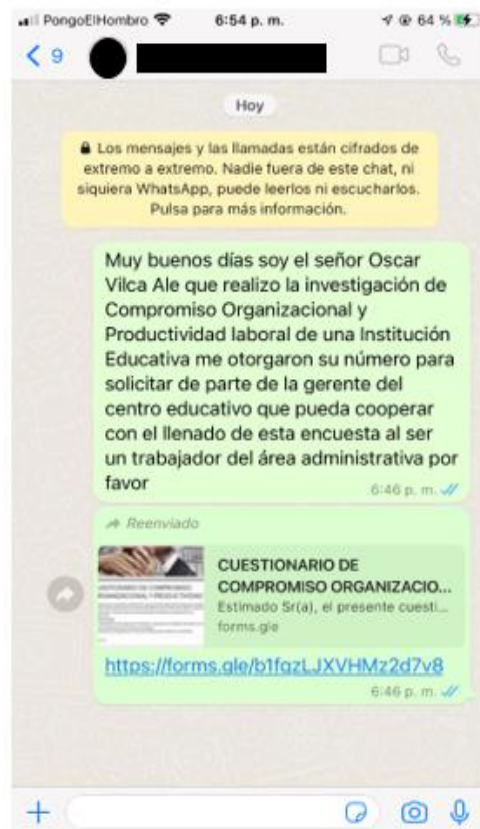 PongoElHombro 6:54 p. m. 64 %
9
Hoy
Los mensajes y las llamadas están cifrados de
extremo a extremo. Nadie fuera de este chat, ni
siquiera WhatsApp, puede leerlos ni escucharlos.
Pulsa para más información.
Muy buenos días soy el señor Oscar
Vilca Ale que realizo la investigación de
Compromiso Organizacional y
Productividad laboral de una Institución
Educativa me otorgaron su número para
solicitar de parte de la gerente del
centro educativo que pueda cooperar
con el llenado de esta encuesta al ser
un trabajador del área administrativa por
favor
6:46 p. m.
Reenviado
CUESTIONARIO DE
COMPROMISO ORGANIZACIO...
Estimado Sr(a), el presente cuesti...
forms.gle
https://forms.gle/b1fqzLJXVHMz2d7v8
6:46 p. m.